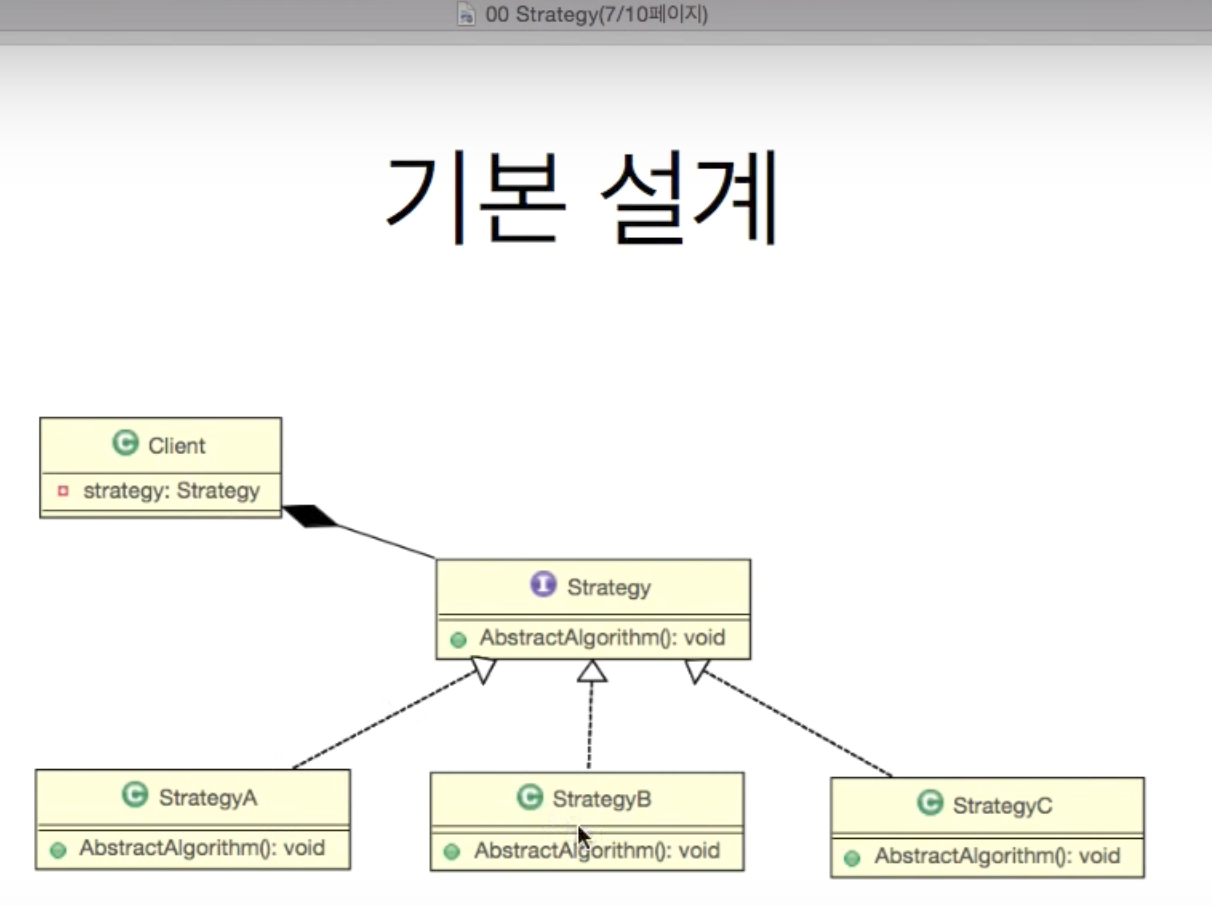 00 Strategy(7/10페이지)
기본 설계
C Client
strategy: Strategy
I Strategy
AbstractAlgorithm(): void
C StrategyA
AbstractAlgorithm(): void
C StrategyB
AbstractAlgorithm(): void
C StrategyC
AbstractAlgorithm(): void